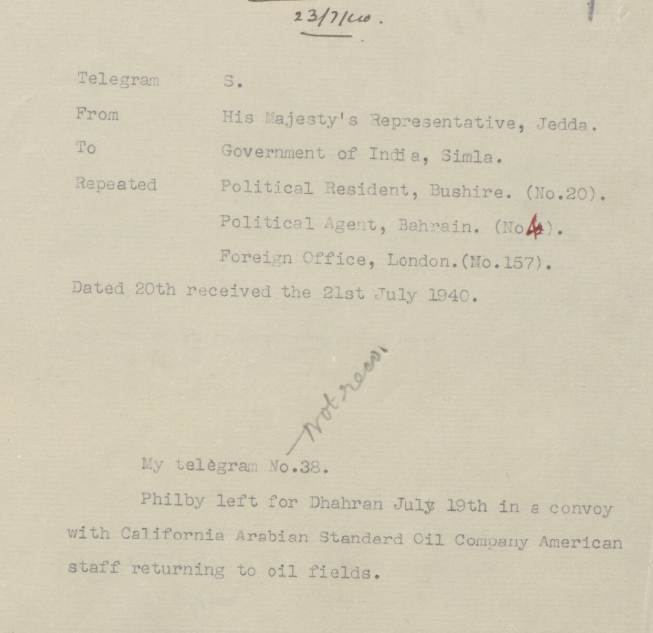 23/7/40.
Telegram S.
From His Majesty's Representative, Jedda.
To Government of India, Simla.
Repeated Political Resident, Bushire. (No.20).
Political Agent, Bahrain. (No.4).
Foreign Office, London.(No.157).
Dated 20th received the 21st July 1940.
Not recd.
My telegram No.38.
Philby left for Dhahran July 19th in a convoy
with California Arabian Standard Oil Company American
staff returning to oil fields.